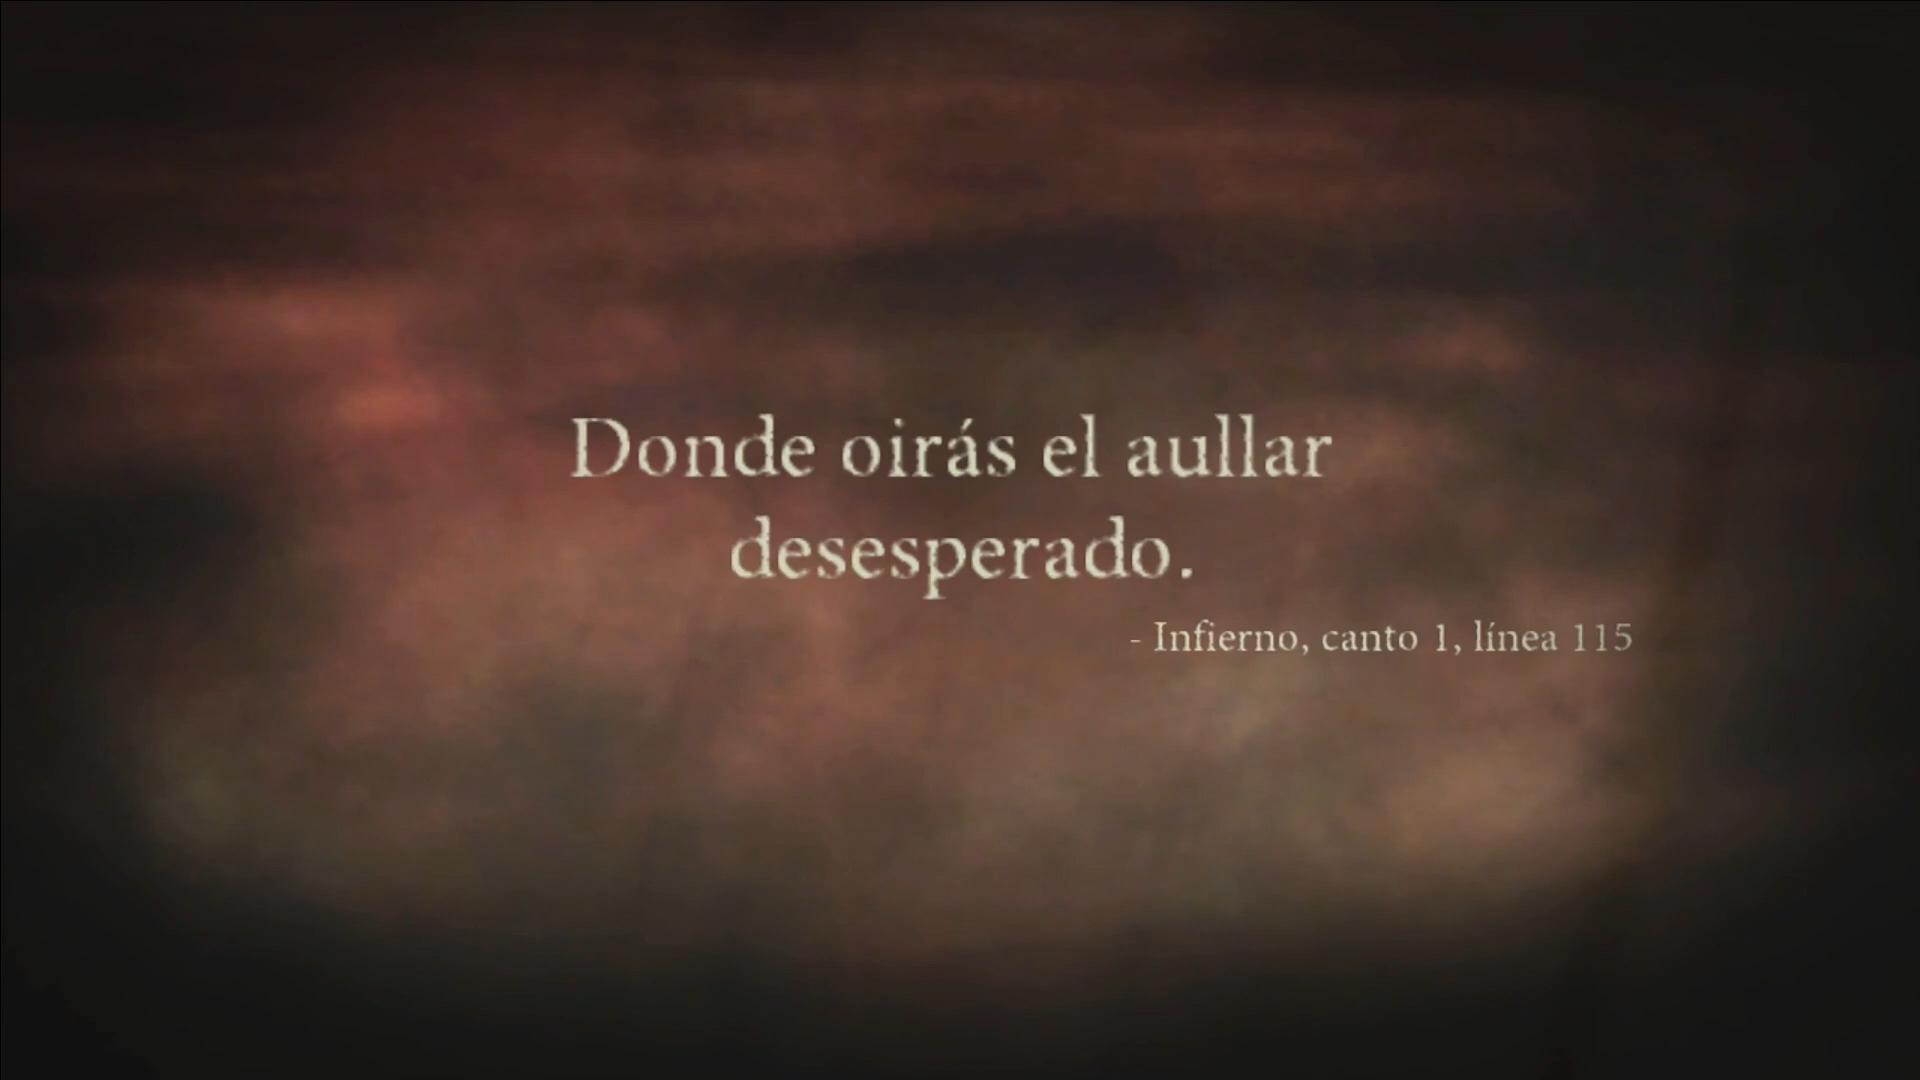 Donde oirás el aullar
desesperado.
- Infierno, canto 1, línea 115